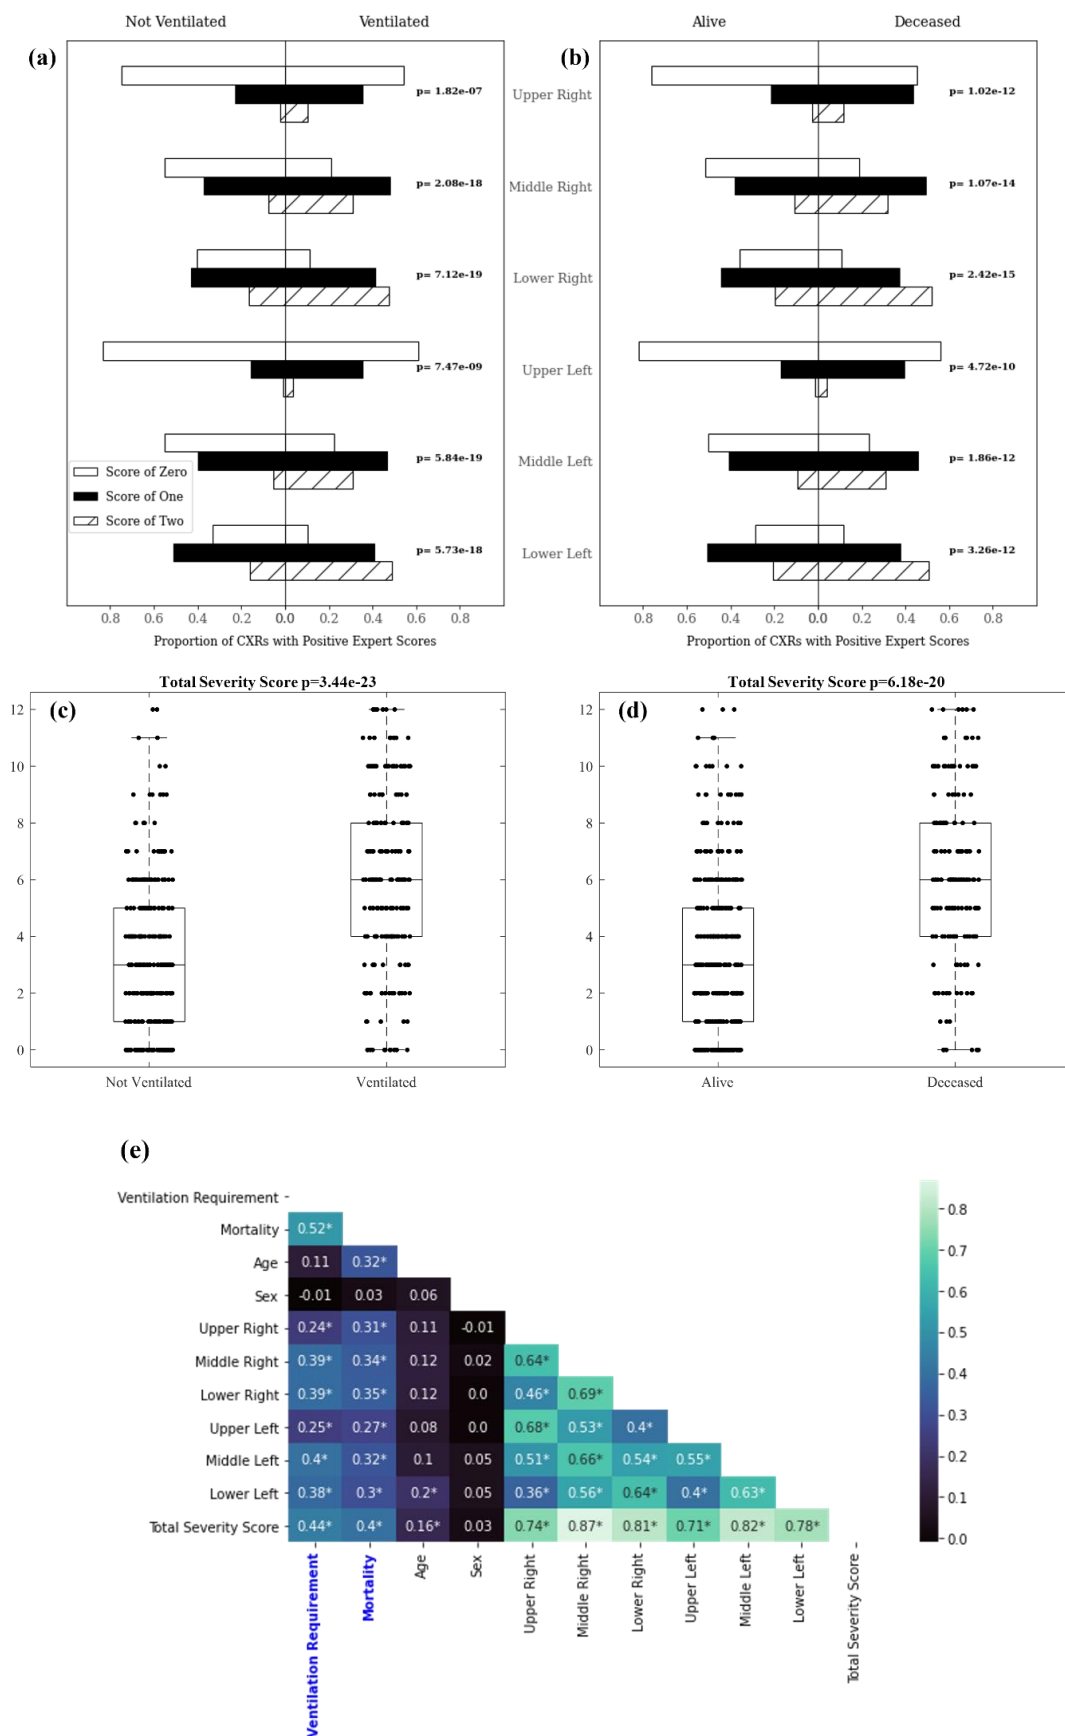 Not Ventilated Ventilated Alive Deceased
(a) (b)
p= 1.82e-07 Upper Right p= 1.02e-12
p= 2.08e-18 Middle Right p= 1.07e-14
p= 7.12e-19 Lower Right p= 2.42e-15
p= 7.47e-09 Upper Left p= 4.72e-10
p= 5.84e-19 Middle Left p= 1.86e-12
Score of Zero
Score of One
Score of Two
p= 5.73e-18 Lower Left p= 3.26e-12
0.8 0.6 0.4 0.2 0.0 0.2 0.4 0.6 0.8 0.8 0.6 0.4 0.2 0.0 0.2 0.4 0.6 0.8
Proportion of CXRs with Positive Expert Scores Proportion of CXRs with Positive Expert Scores
Total Severity Score p=3.44e-23 Total Severity Score p=6.18e-20
12 (c) 12 (d)
10 10
8 8
6 6
4 4
2 2
0 0
Not Ventilated Ventilated Alive Deceased
(e)
Ventilation Requirement
Mortality 0.52*
Age 0.11 0.32*
Sex -0.01 0.03 0.06
Upper Right 0.24* 0.31* 0.11 -0.01
Middle Right 0.39* 0.34* 0.12 0.02 0.64*
Lower Right 0.39* 0.35* 0.12 0.0 0.46* 0.69*
Upper Left 0.25* 0.27* 0.08 0.0 0.68* 0.53* 0.4*
Middle Left 0.4* 0.32* 0.1 0.05 0.51* 0.66* 0.54* 0.55*
Lower Left 0.38* 0.3* 0.2* 0.05 0.36* 0.56* 0.64* 0.4* 0.63*
Total Severity Score 0.44* 0.4* 0.16* 0.03 0.74* 0.87* 0.81* 0.71* 0.82* 0.78*
0.8
0.7
0.6
0.5
0.4
0.3
0.2
0.1
0.0
Ventilation Requirement
Mortality
Age
Sex
Upper Right
Middle Right
Lower Right
Upper Left
Middle Left
Lower Left
Total Severity Score